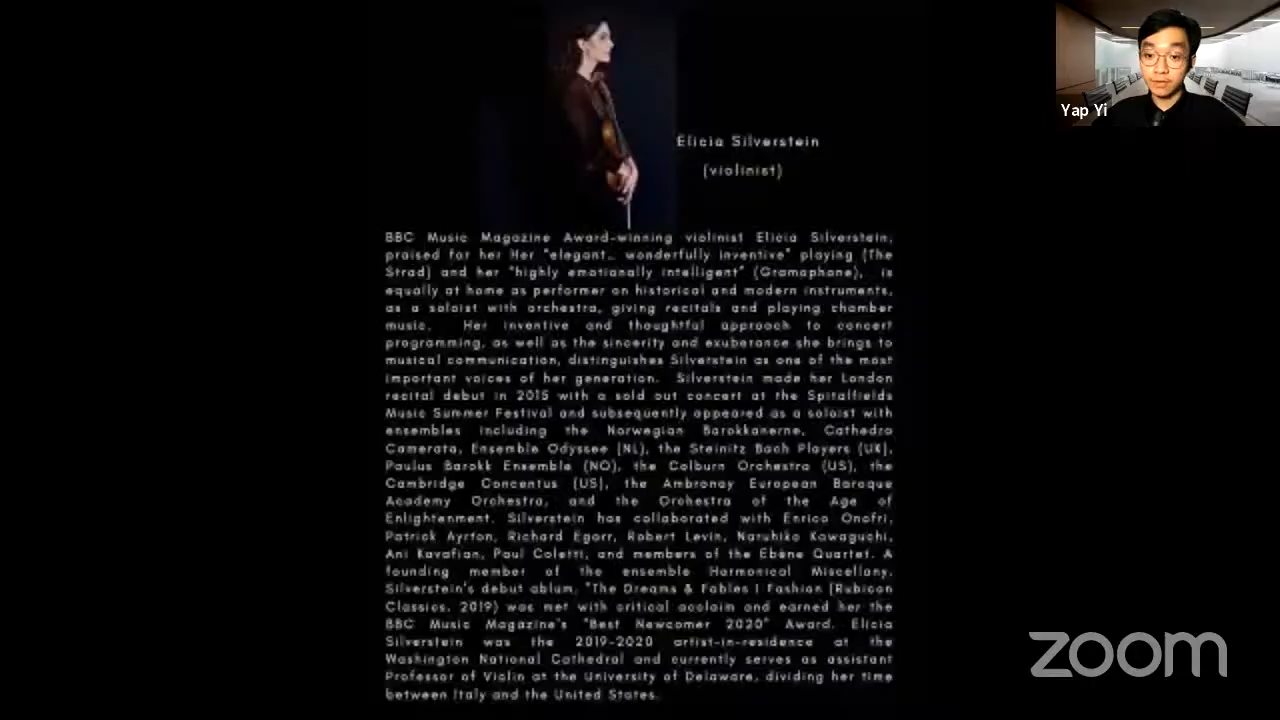 Yap Yi
Elicia Silverstein
(violinist)
BBC Music Magazine Award-winning violinist Elicia Silverstein,
praised for her Her "elegant… wonderfully inventive" playing (The
Strad) and her "highly emotionally intelligent" (Gramaphone), is
equally at home as performer on historical and modern instruments,
as a soloist with orchestra, giving recitals and playing chamber
music. Her inventive and thoughtful approach to concert
programming, as well as the sincerity and exuberance she brings to
musical communication, distinguishes Silverstein as one of the most
important voices of her generation. Silverstein made her London
recital debut in 2015 with a sold out concert at the Spitalfields
Music Summer Festival and subsequently appeared as a soloist with
ensembles including the Norwegian Barokkanerne, Cathedra
Camerata, Ensemble Odyssee (NL), the Steinitz Bach Players (UK),
Paulus Barokk Ensemble (NO), the Colburn Orchestra (US), the
Cambridge Concentus (US), the Ambronay European Baroque
Academy Orchestra, and the Orchestra of the Age of
Enlightenment. Silverstein has collaborated with Enrico Onofri,
Patrick Ayrton, Richard Egarr, Robert Levin, Naruhiko Kawaguchi,
Ani Kavafian, Paul Coletti, and members of the Ebène Quartet. A
founding member of the ensemble Harmonical Miscellany,
Silverstein's debut ablum, "The Dreams & Fables I Fashion (Rubicon
Classics, 2019) was met with critical acclaim and earned her the
BBC Music Magazine's "Best Newcomer 2020" Award. Elicia
Silverstein was the 2019-2020 artist-in-residence at the
Washington National Cathedral and currently serves as assistant
Professor of Violin at the University of Delaware, dividing her time
between Italy and the United States.
zoom